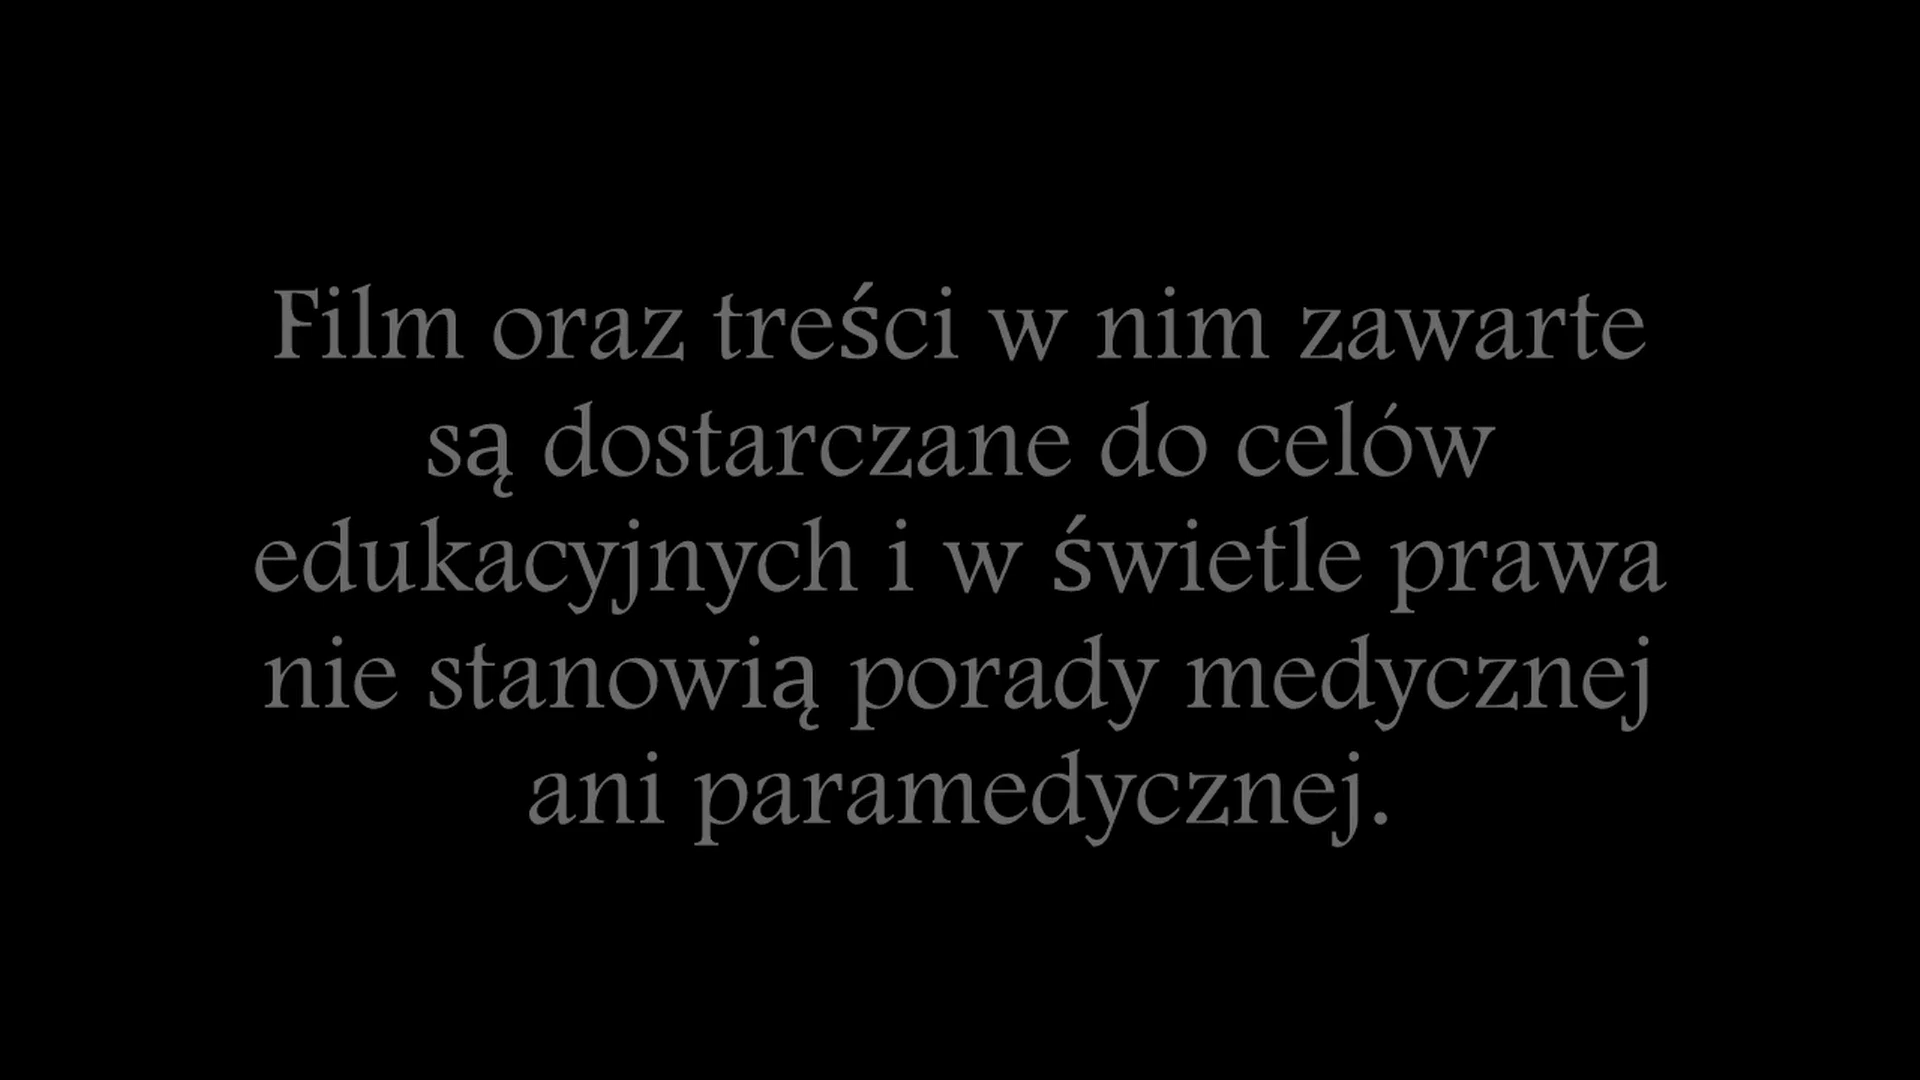 Film oraz treści w nim zawarte
są dostarczane do celów
edukacyjnych i w świetle prawa
nie stanowią porady medycznej
ani paramedycznej.